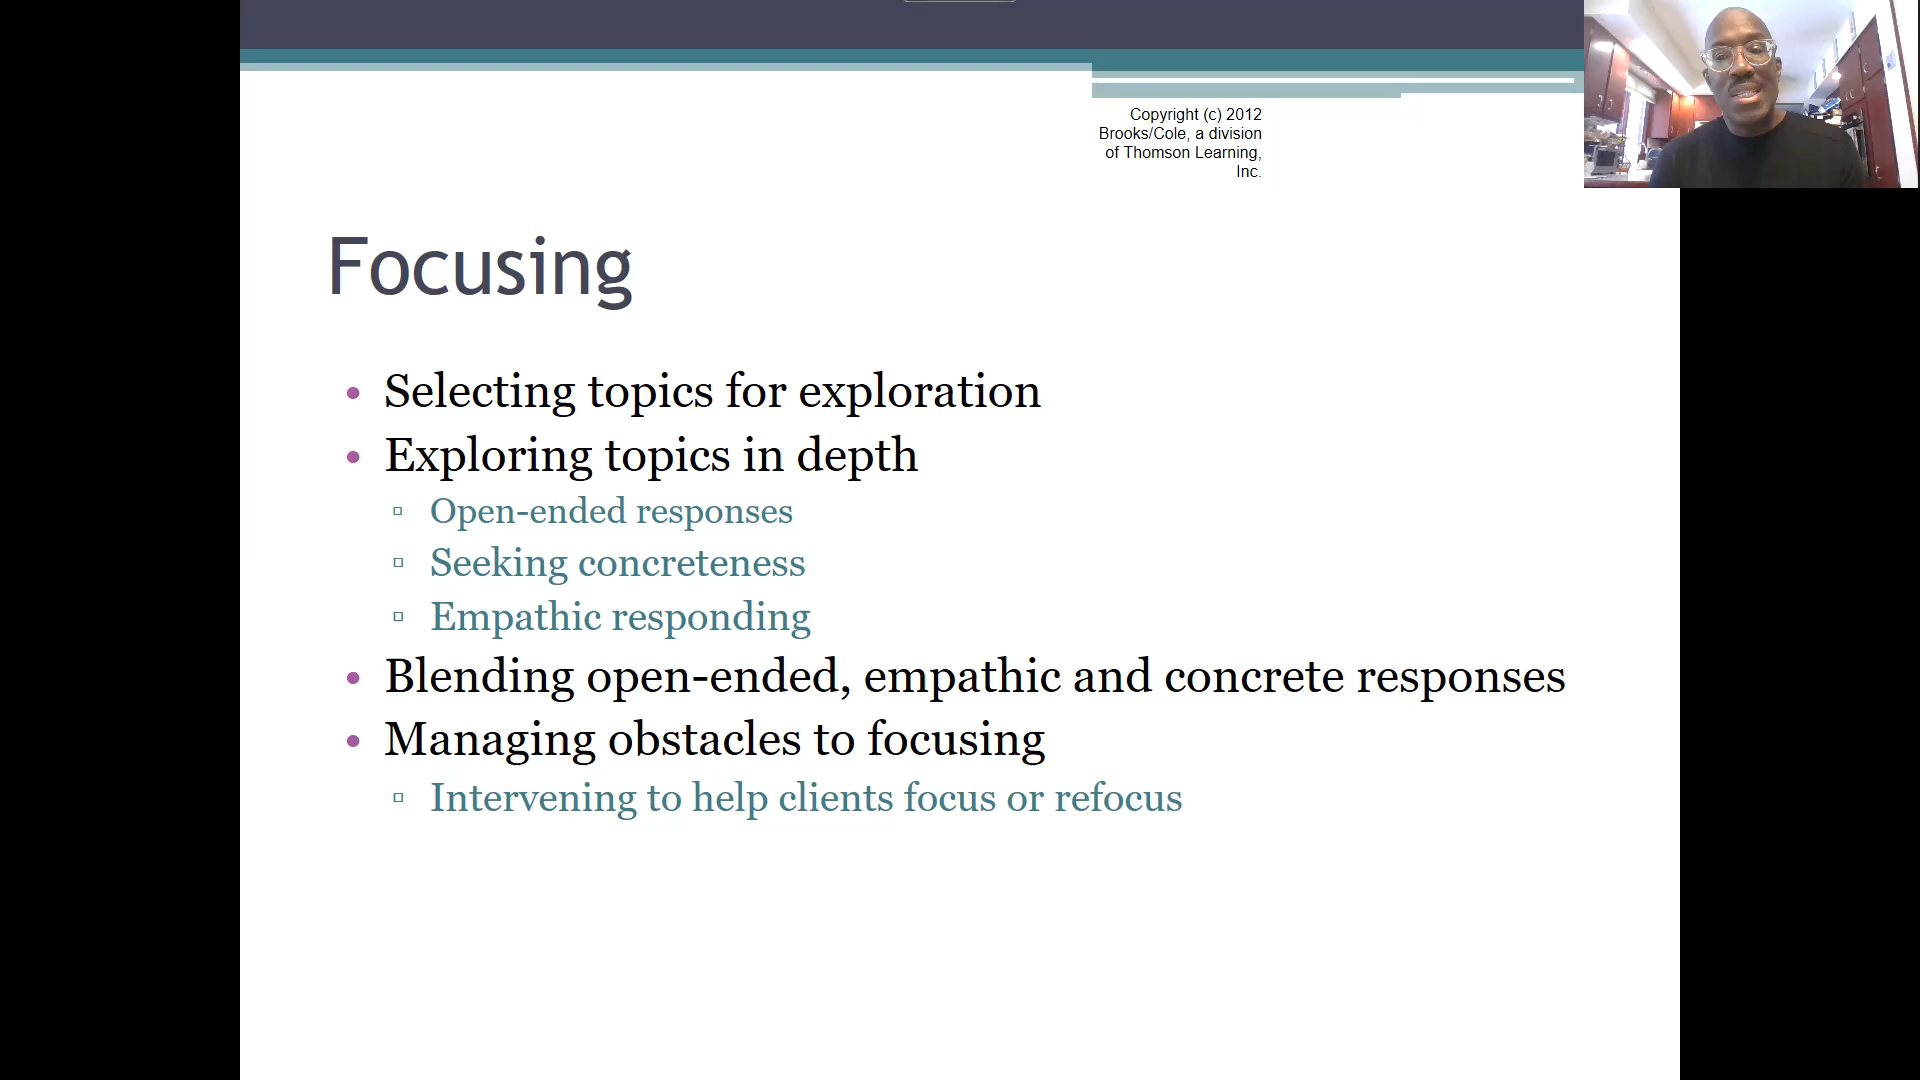 Copyright (c) 2012
Brooks/Cole, a division
of Thomson Learning,
Inc.
Focusing
• Selecting topics for exploration
• Exploring topics in depth
▫ Open-ended responses
▫ Seeking concreteness
▫ Empathic responding
• Blending open-ended, empathic and concrete responses
• Managing obstacles to focusing
▫ Intervening to help clients focus or refocus